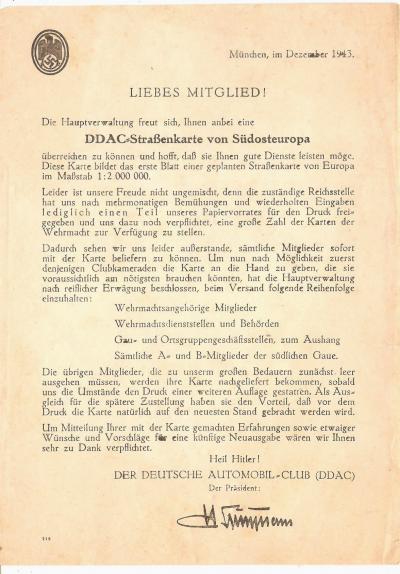 München, im Dezember 1943.
LIEBES MITGLIED!
Die Hauptverwaltung freut sich, Ihnen anbei eine
DDAC-Straßenkarte von Südosteuropa
überreichen zu können und hofft, daß sie Ihnen gute Dienste leisten möge.
Diese Karte bildet das erste Blatt einer geplanten Straßenkarte von Europa
im Maßstab 1:2 000 000.
Leider ist unsere Freude nicht ungemischt, denn die zuständige Reichsstelle
hat uns nach mehrmonatigen Bemühungen und wiederholten Eingaben
lediglich einen Teil unseres Papiervorrates für den Druck frei-
gegeben und uns dazu noch verpflichtet, eine große Zahl der Karten der
Wehrmacht zur Verfügung zu stellen.
Dadurch sehen wir uns leider außerstande, sämtliche Mitglieder sofort
mit der Karte beliefern zu können. Um nun nach Möglichkeit zuerst
denjenigen Clubkameraden die Karte an die Hand zu geben, die sie
voraussichtlich am nötigsten brauchen könnten, hat die Hauptverwaltung
nach reiflicher Erwägung beschlossen, beim Versand folgende Reihenfolge
einzuhalten:
Wehrmachtsangehörige Mitglieder
Wehrmachtsdienststellen und Behörden
Gau- und Ortsgruppengeschäftsstellen, zum Aushang
Sämtliche A- und B-Mitglieder der südlichen Gaue.
Die übrigen Mitglieder, die zu unserm großen Bedauern zunächst leer
ausgehen müssen, werden ihre Karte nachgeliefert bekommen, sobald
uns die Umstände den Druck einer weiteren Auflage gestatten. Als Aus-
gleich für die spätere Zustellung haben sie den Vorteil, daß vor dem
Druck die Karte natürlich auf den neuesten Stand gebracht werden wird.
Um Mitteilung Ihrer mit der Karte gemachten Erfahrungen sowie etwaiger
Wünsche und Vorschläge für eine künftige Neuausgabe wären wir Ihnen
sehr zu Dank verpflichtet.
Heil Hitler!
DER DEUTSCHE AUTOMOBIL-CLUB (DDAC)
Der Präsident: